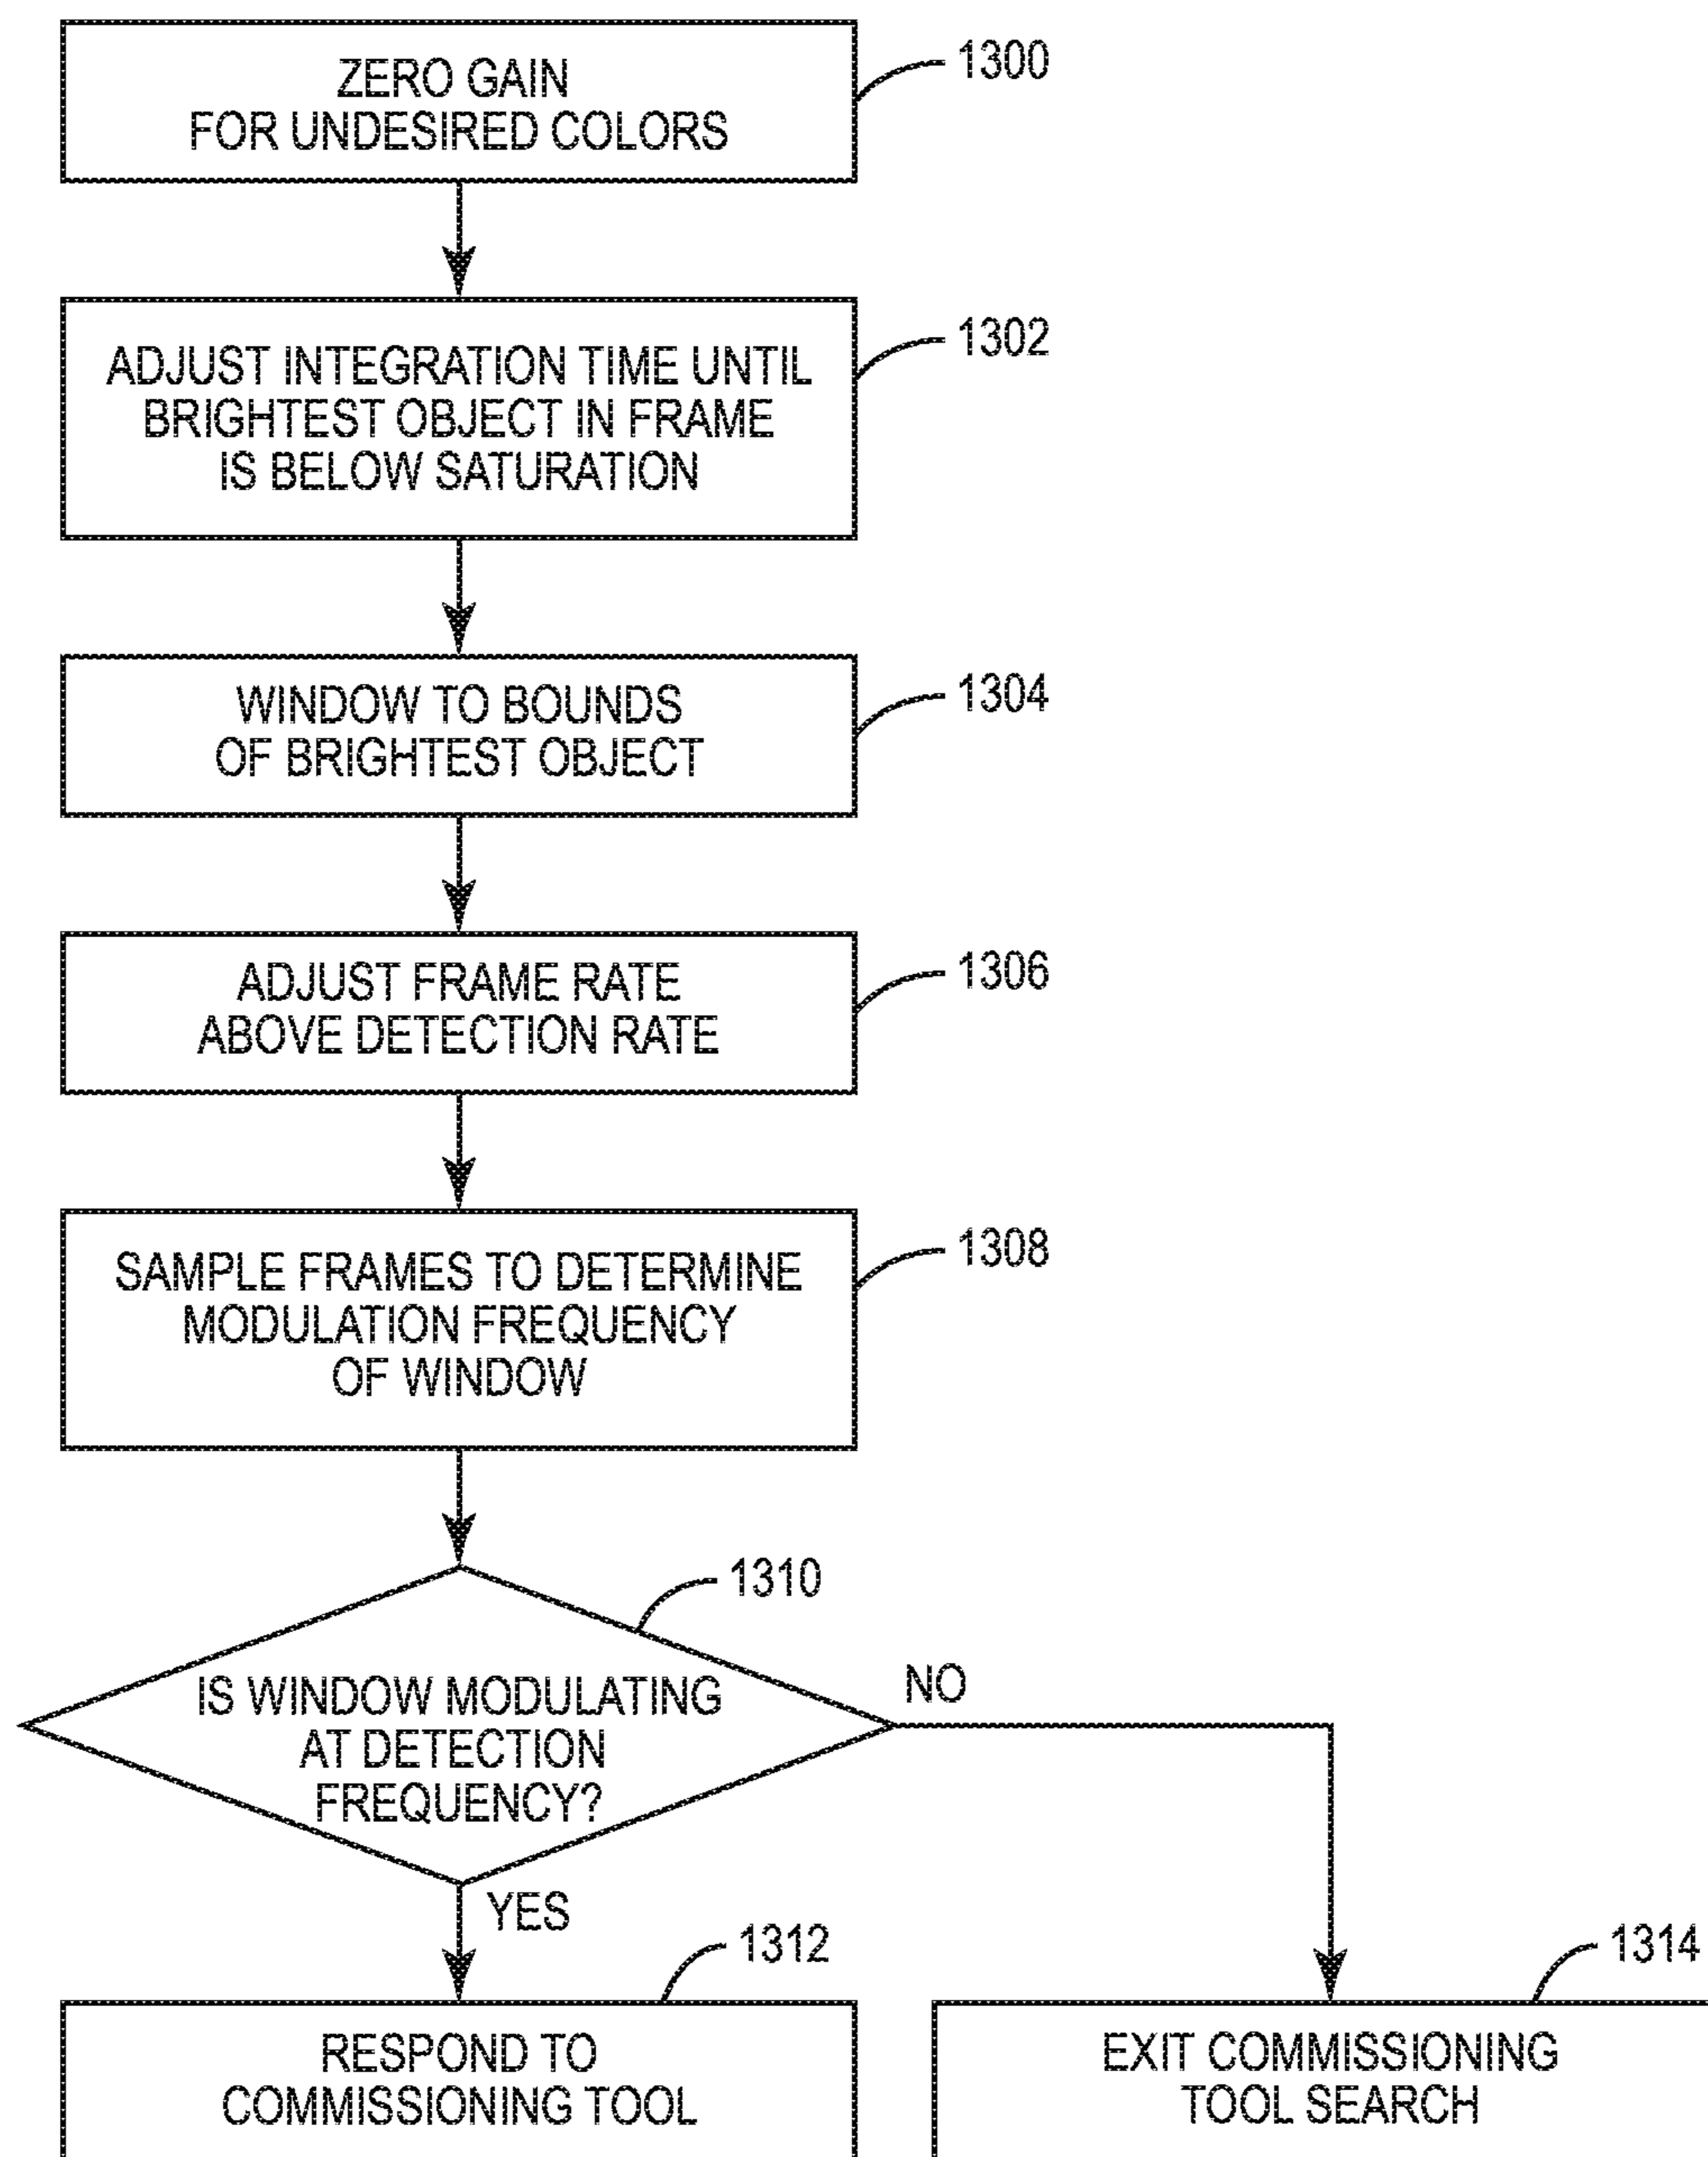 ZERO GAIN
FOR UNDESIRED COLORS
1300
ADJUST INTEGRATION TIME UNTIL
BRIGHTEST OBJECT IN FRAME
IS BELOW SATURATION
1302
WINDOW TO BOUNDS
OF BRIGHTEST OBJECT
1304
ADJUST FRAME RATE
ABOVE DETECTION RATE
1306
SAMPLE FRAMES TO DETERMINE
MODULATION FREQUENCY
OF WINDOW
1308
1310
IS WINDOW MODULATING
AT DETECTION
FREQUENCY?
NO
YES
1312
RESPOND TO
COMMISSIONING TOOL
1314
EXIT COMMISSIONING
TOOL SEARCH